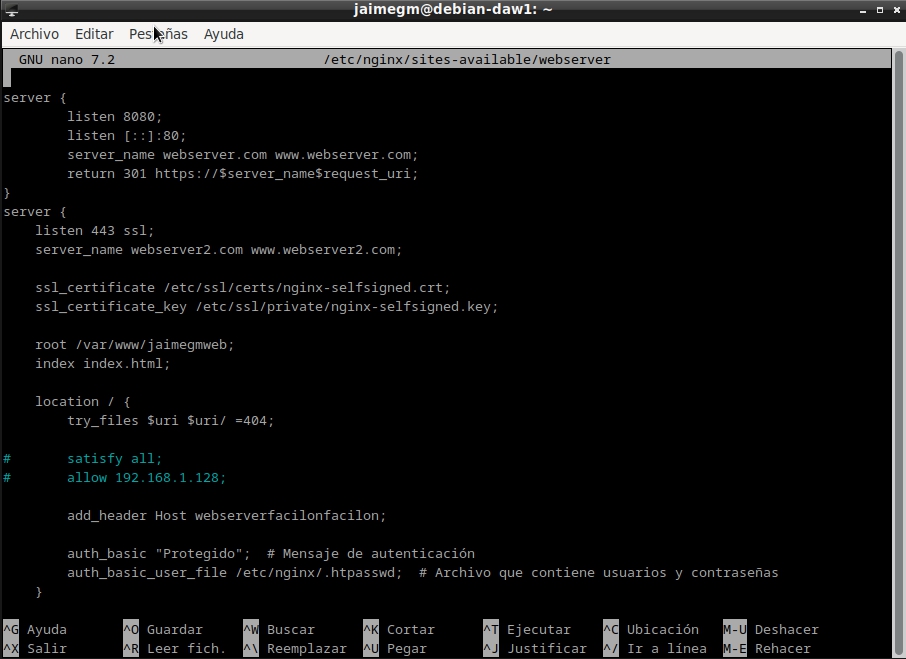 jaimegm@debian-daw1: ~
Archivo Editar Pestañas Ayuda
GNU nano 7.2 /etc/nginx/sites-available/webserver
server {
listen 8080;
listen [::]:80;
server_name webserver.com www.webserver.com;
return 301 https://$server_name$request_uri;
}
server {
listen 443 ssl;
server_name webserver2.com www.webserver2.com;
ssl_certificate /etc/ssl/certs/nginx-selfsigned.crt;
ssl_certificate_key /etc/ssl/private/nginx-selfsigned.key;
root /var/www/jaimegmweb;
index index.html;
location / {
try_files $uri $uri/ =404;
# satisfy all;
# allow 192.168.1.128;
add_header Host webserverfacilonfacilon;
auth_basic "Protegido"; # Mensaje de autenticación
auth_basic_user_file /etc/nginx/.htpasswd; # Archivo que contiene usuarios y contraseñas
}
^G Ayuda ^O Guardar ^W Buscar ^K Cortar ^T Ejecutar ^C Ubicación M-U Deshacer
^X Salir ^R Leer fich. ^\ Reemplazar ^U Pegar ^J Justificar ^/ Ir a línea M-E Rehacer